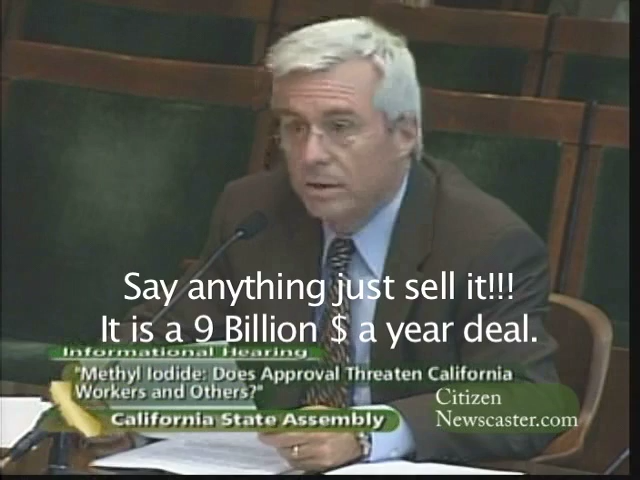 Say anything just sell it!!!
It is a 9 Billion $ a year deal.
Informational Hearing
"Methyl Iodide: Does Approval Threaten California
Workers and Others?"
California State Assembly
Citizen
Newscaster.com